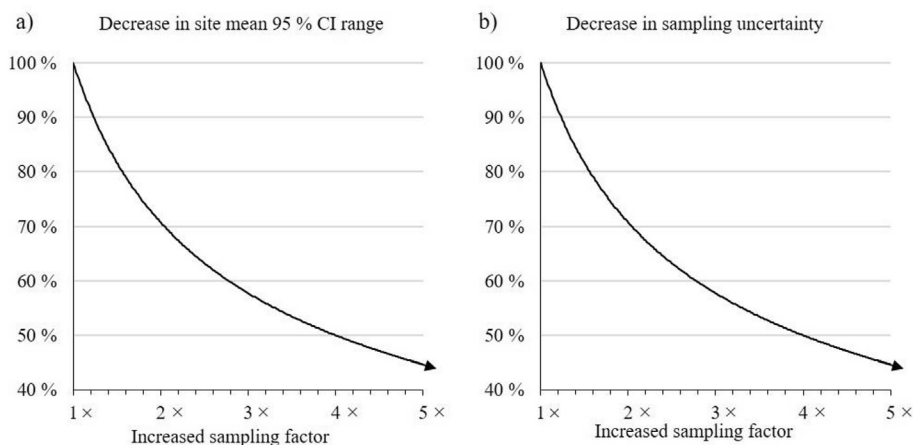 a) Decrease in site mean 95 % CI range
100 %
90 %
80 %
70 %
60 %
50 %
40 %
1 × 2 × 3 × 4 × 5 ×
Increased sampling factor
b) Decrease in sampling uncertainty
100 %
90 %
80 %
70 %
60 %
50 %
40 %
1 × 2 × 3 × 4 × 5 ×
Increased sampling factor